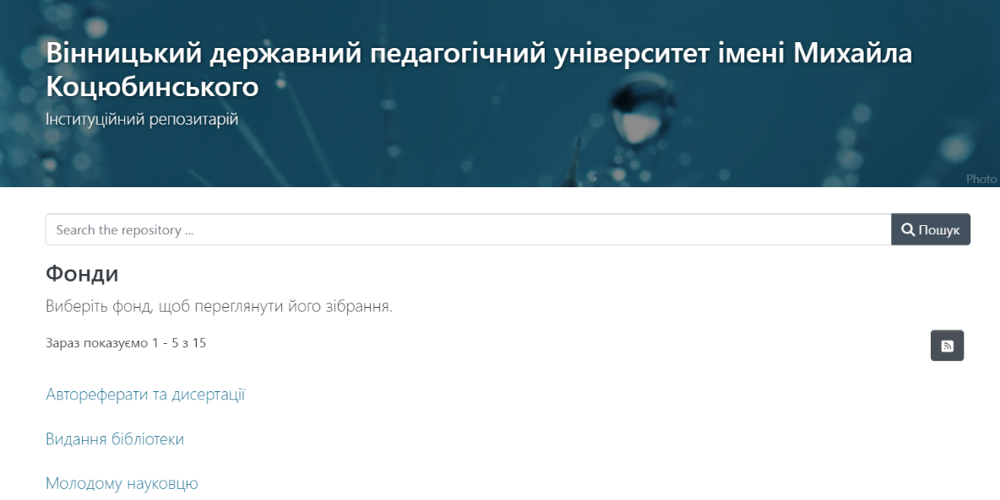 Вінницький державний педагогічний університет імені Михайла
Коцюбинського
Інституційний репозитарій
Photo
Search the repository ...
Пошук
Фонди
Виберіть фонд, щоб переглянути його зібрання.
Зараз показуємо 1 - 5 з 15
Автореферати та дисертації
Видання бібліотеки
Молодому науковцю